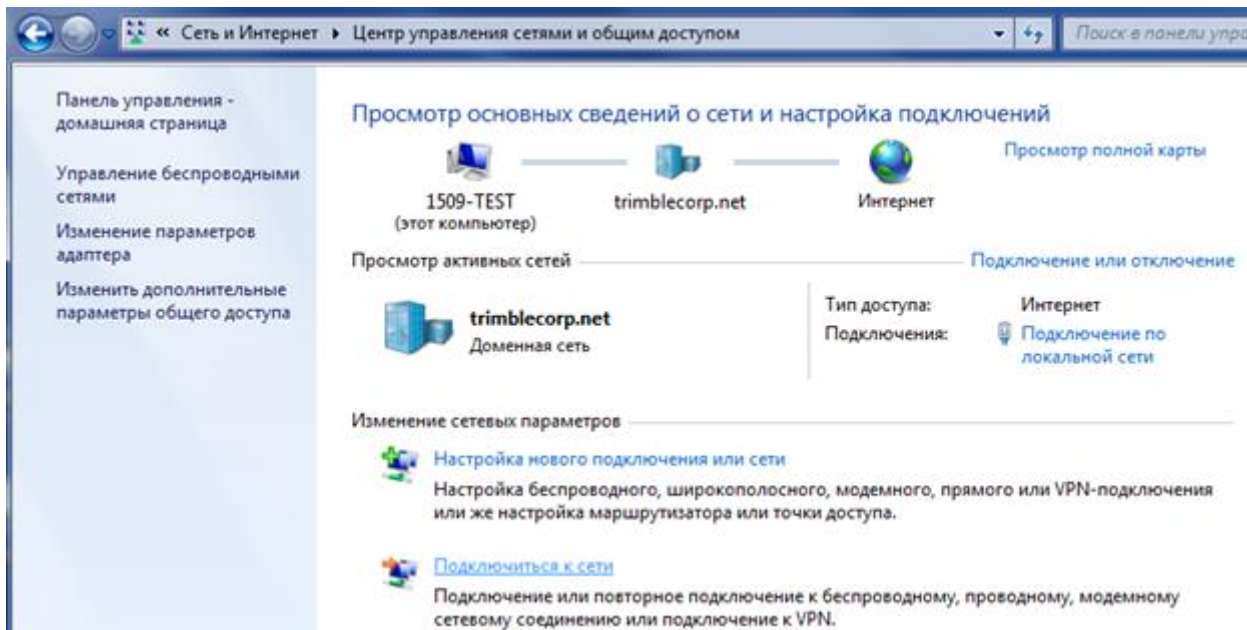 « Сеть и Интернет ▸ Центр управления сетями и общим доступом
Поиск в панели упра
Панель управления -
домашняя страница
Управление беспроводными
сетями
Изменение параметров
адаптера
Изменить дополнительные
параметры общего доступа
Просмотр основных сведений о сети и настройка подключений
Просмотр полной карты
1509-TEST
(этот компьютер)
trimblecorp.net
Интернет
Просмотр активных сетей
Подключение или отключение
trimblecorp.net
Доменная сеть
Тип доступа: Интернет
Подключения: Подключение по
локальной сети
Изменение сетевых параметров
Настройка нового подключения или сети
Настройка беспроводного, широкополосного, модемного, прямого или VPN-подключения
или же настройка маршрутизатора или точки доступа.
Подключиться к сети
Подключение или повторное подключение к беспроводному, проводному, модемному
сетевому соединению или подключение к VPN.